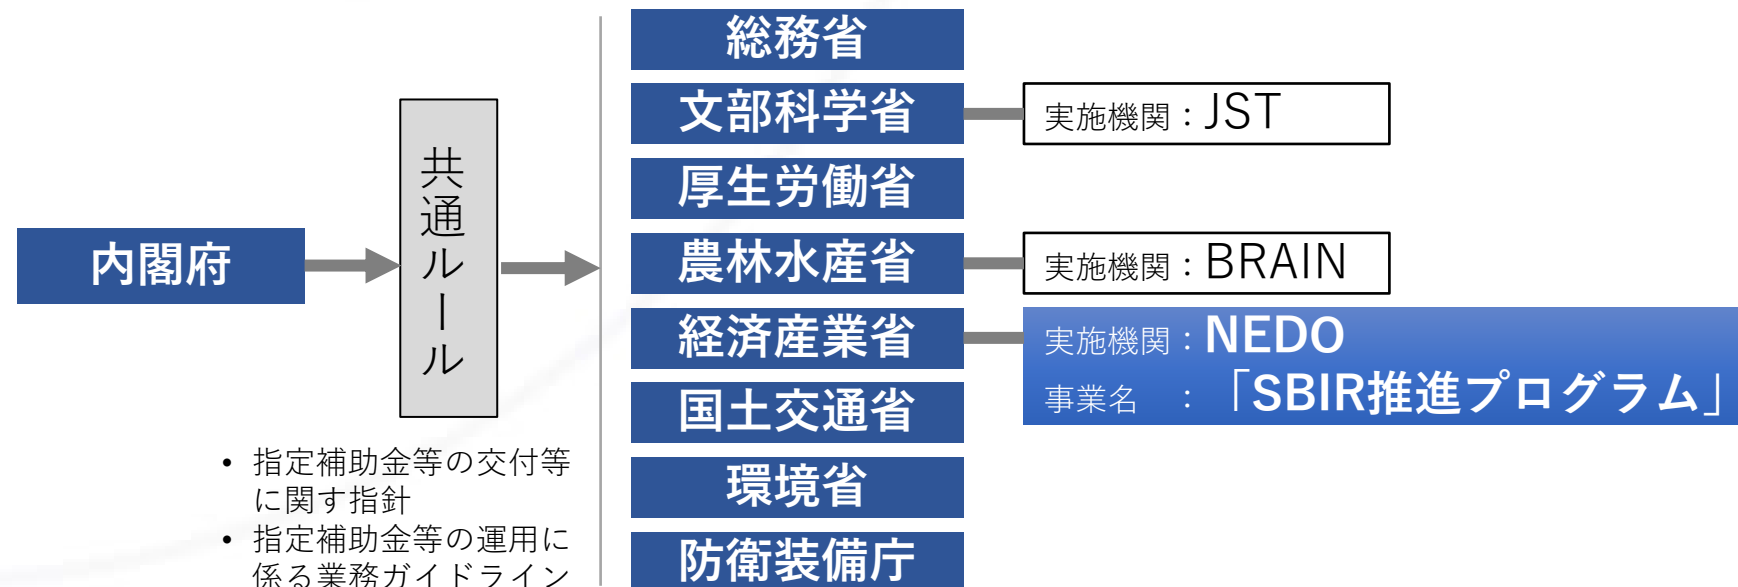 内閣府
共通ルール
• 指定補助金等の交付等
に関す指針
• 指定補助金等の運用に
係る業務ガイドライン
総務省
文部科学省
実施機関：JST
厚生労働省
農林水産省
実施機関：BRAIN
経済産業省
実施機関：NEDO
事業名　：「SBIR推進プログラム」
国土交通省
環境省
防衛装備庁